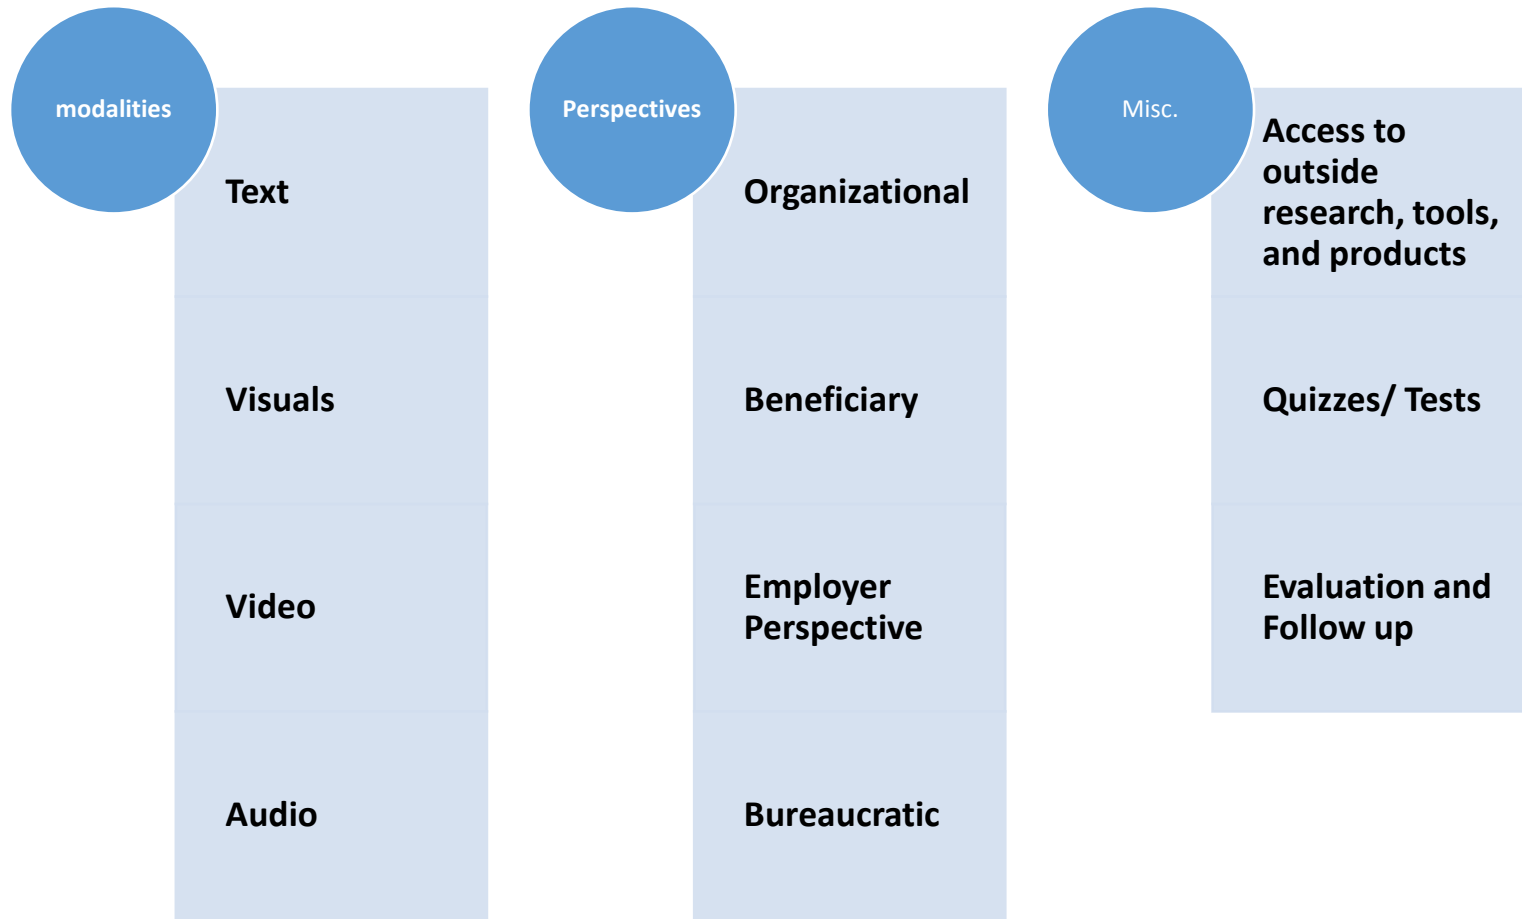 modalities
Text
Visuals
Video
Audio
Perspectives
Organizational
Beneficiary
Employer
Perspective
Bureaucratic
Misc.
Access to
outside
research, tools,
and products
Quizzes/ Tests
Evaluation and
Follow up